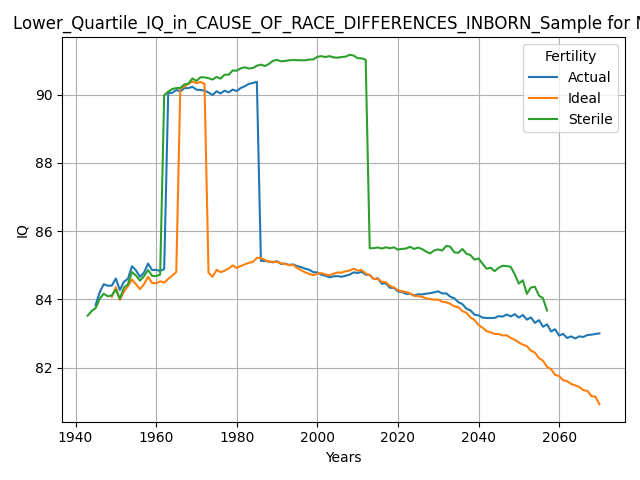 Lower_Quartile_IQ_in_CAUSE_OF_RACE_DIFFERENCES_INBORN_Sample for
Fertility
Actual
Ideal
Sterile
IQ
90
88
86
84
82
1940
1960
1980
2000
2020
2040
2060
Years